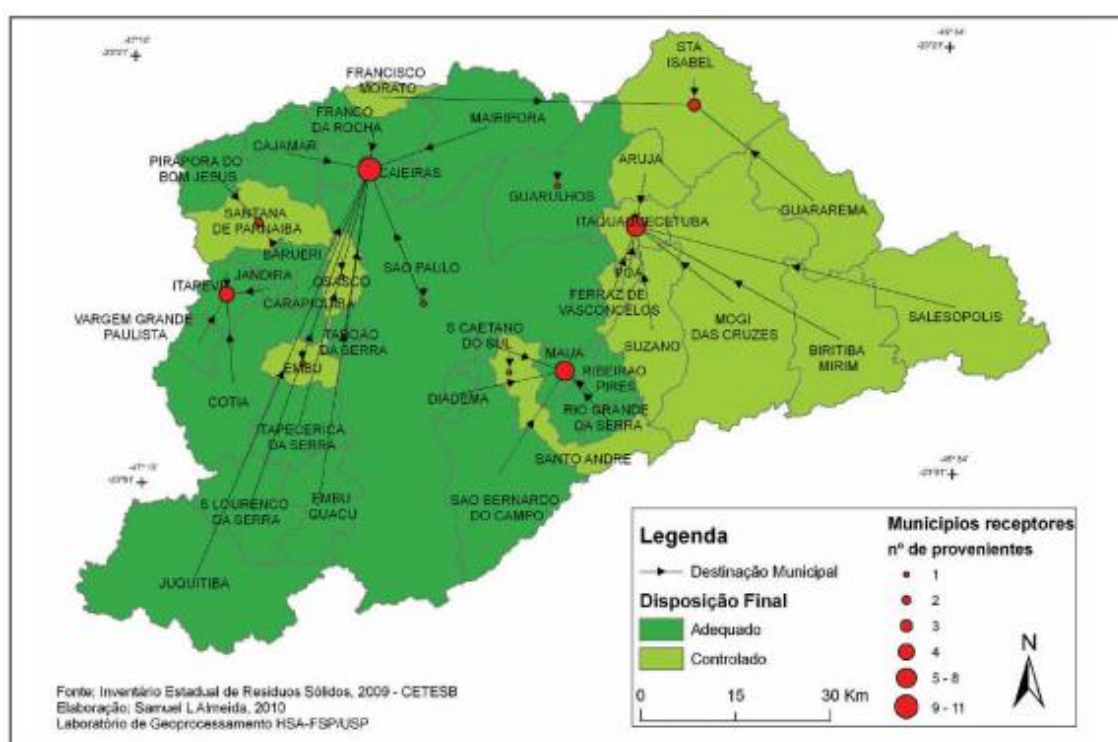 STA
ISABEL
FRANCISCO
MORATO
FRANCO
DA ROCHA
MAIRIPORA
CAJAMAR
CAIEIRAS
PIRAPORA DO
BOM JESUS
ARUJA
GUARULHOS
GUARAREMA
SANTANA
DE PARNAIBA
ITAQUAQUECETUBA
BARUERI
JANDIRA
ITAPEVI
OSASCO
SAO PAULO
CARAPICUIBA
POA
FERRAZ DE
VASCONCELOS
MOGI
DAS CRUZES
SALESOPOLIS
VARGEM GRANDE
PAULISTA
TABOAO
DA SERRA
S CAETANO
DO SUL
SUZANO
BIRITIBA
MIRIM
MAUA
EMBU
RIBEIRAO
PIRES
DIADEMA
COTIA
RIO GRANDE
DA SERRA
ITAPECERICA
DA SERRA
SANTO ANDRE
S LOURENCO
DA SERRA
EMBU
GUACU
SAO BERNARDO
DO CAMPO
JUQUITIBA
Legenda
Destinação Municipal
Disposição Final
Adequado
Controlado
Municipios receptores
nº de provenientes
1
2
3
4
5 - 8
9 - 11
N
0 15 30 Km
Fonte: Inventário Estadual de Resíduos Sólidos, 2009 - CETESB
Elaboração: Samuel L Almeida, 2010
Laboratório de Geoprocessamento HSA-FSP/USP